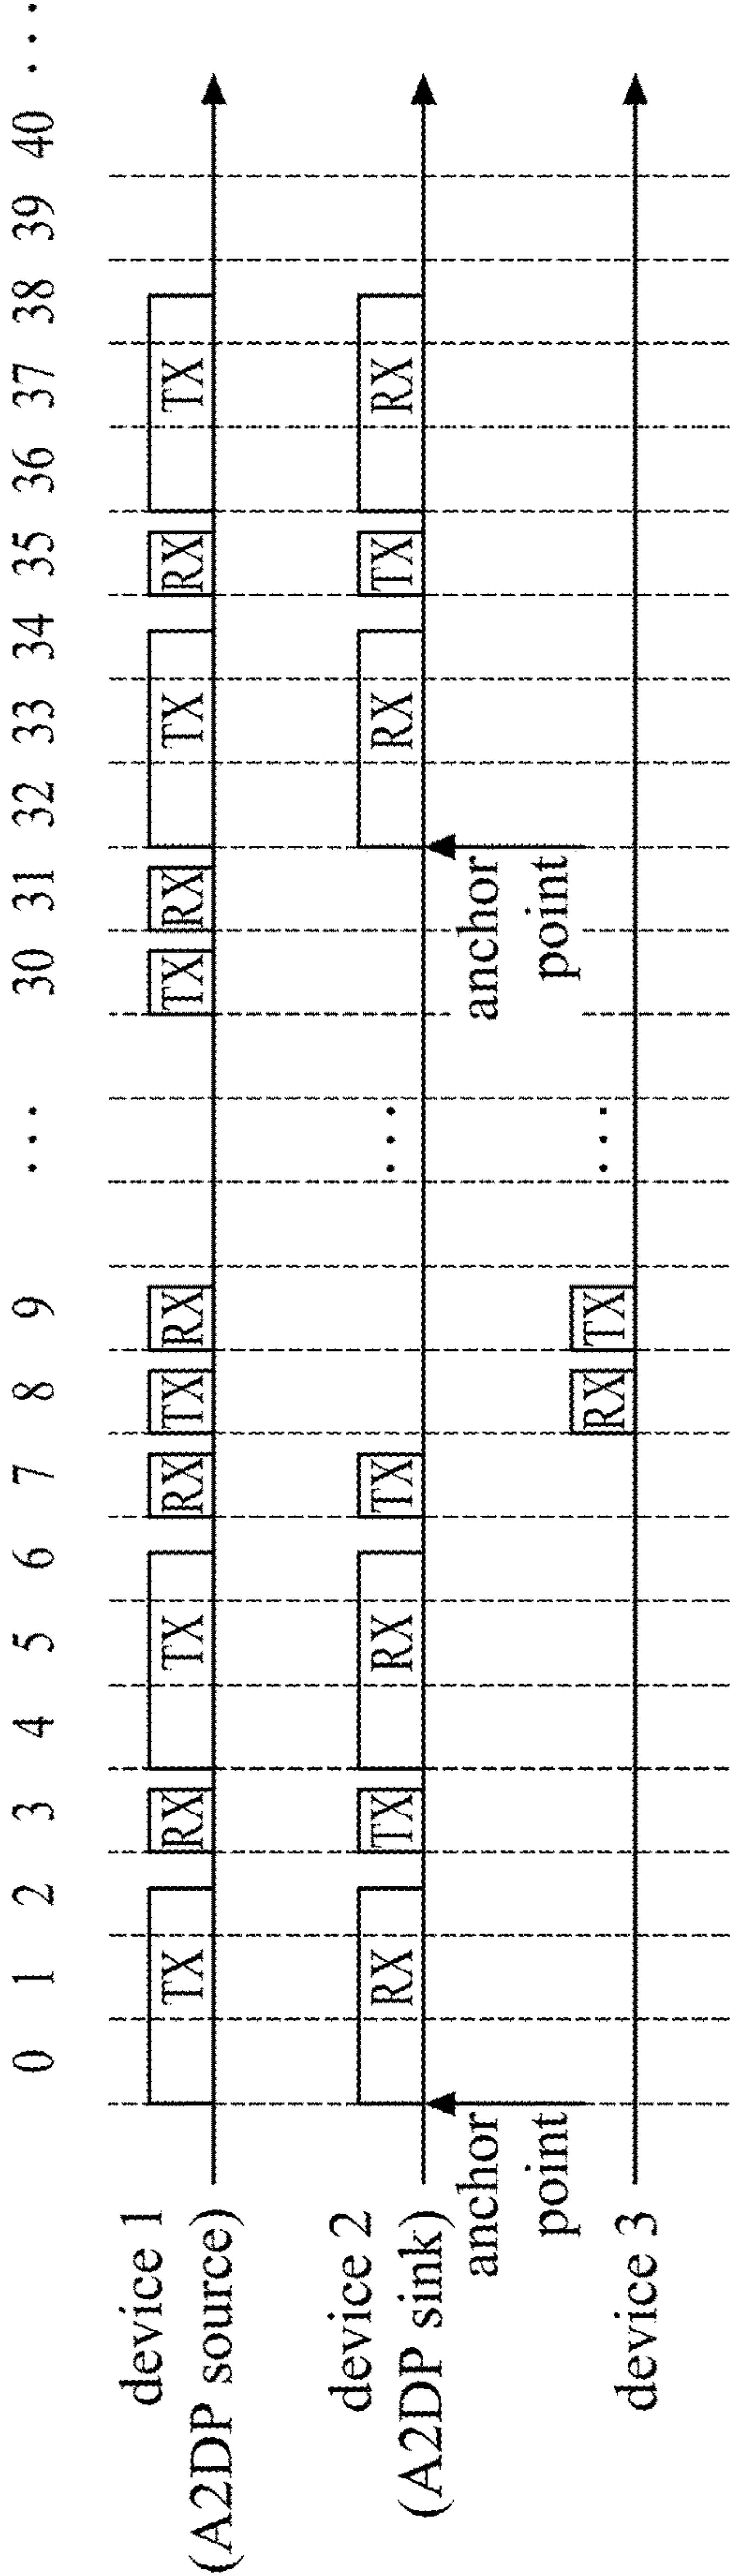 0 1 2 3 4 5 6 7 8 9 ... 30 31 32 33 34 35 36 37 38 39 40 ...
device 1
(A2DP source)
TX RX TX RX TX RX TX RX TX RX TX
device 2
(A2DP sink)
RX TX RX TX ... RX TX RX
anchor
point
anchor
point
device 3
RX TX ...